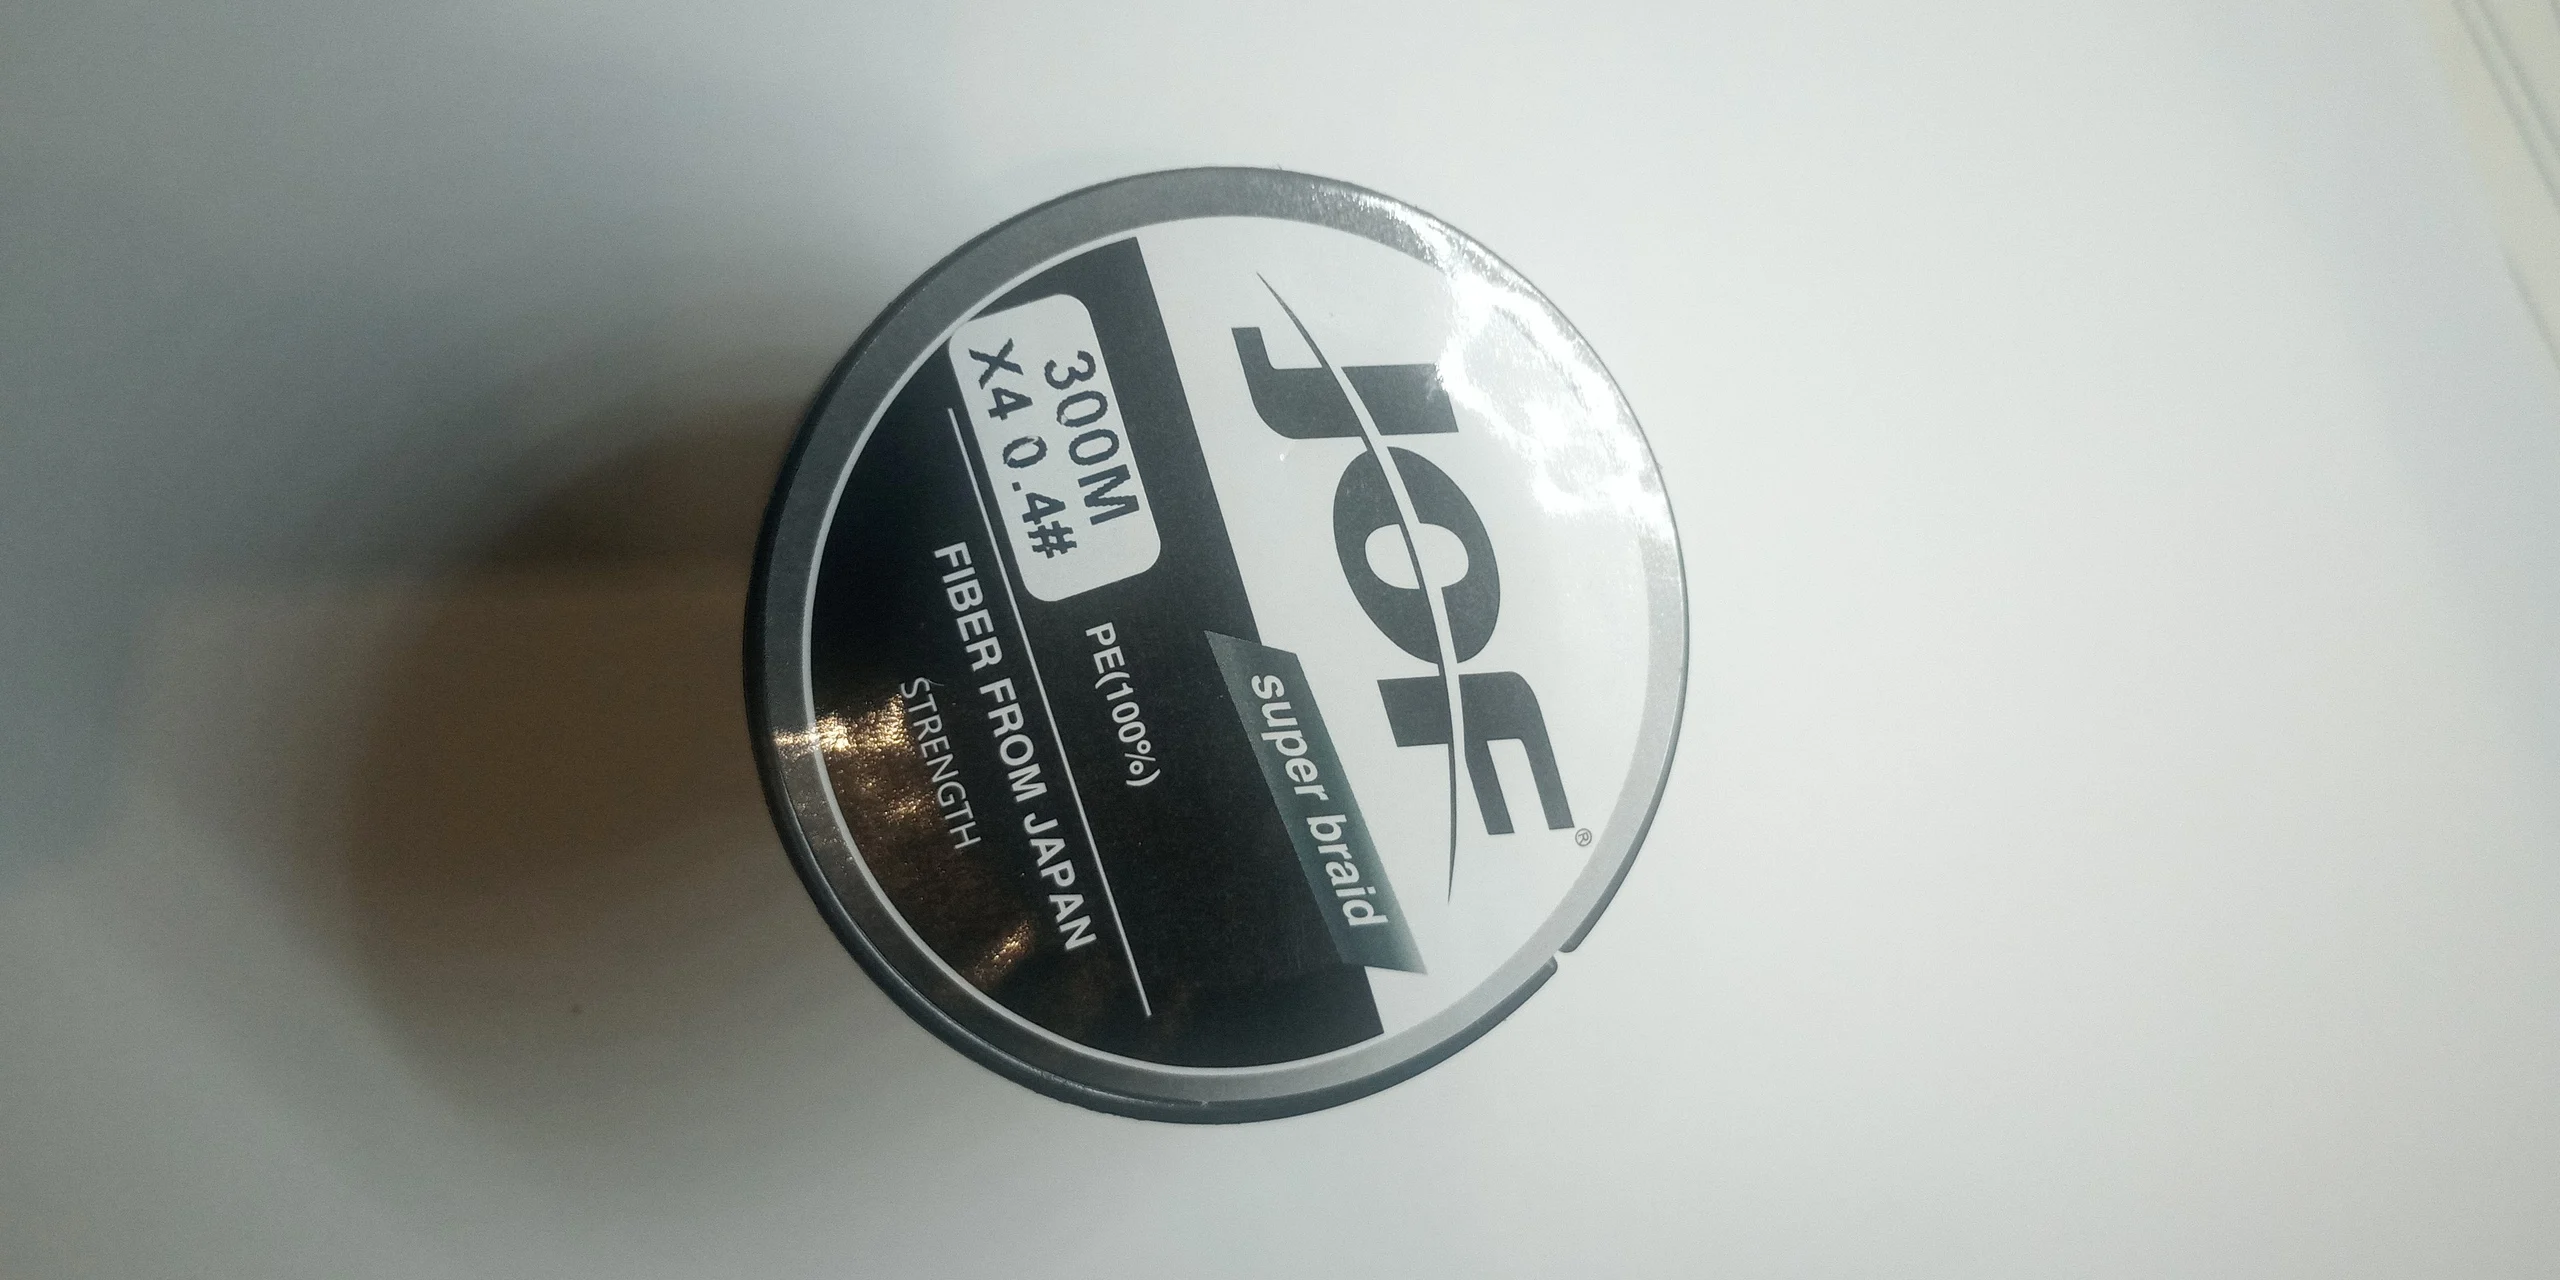 JOF®
super braid
300M
X4 0.4#
PE(100%)
FIBER FROM JAPAN
STRENGTH